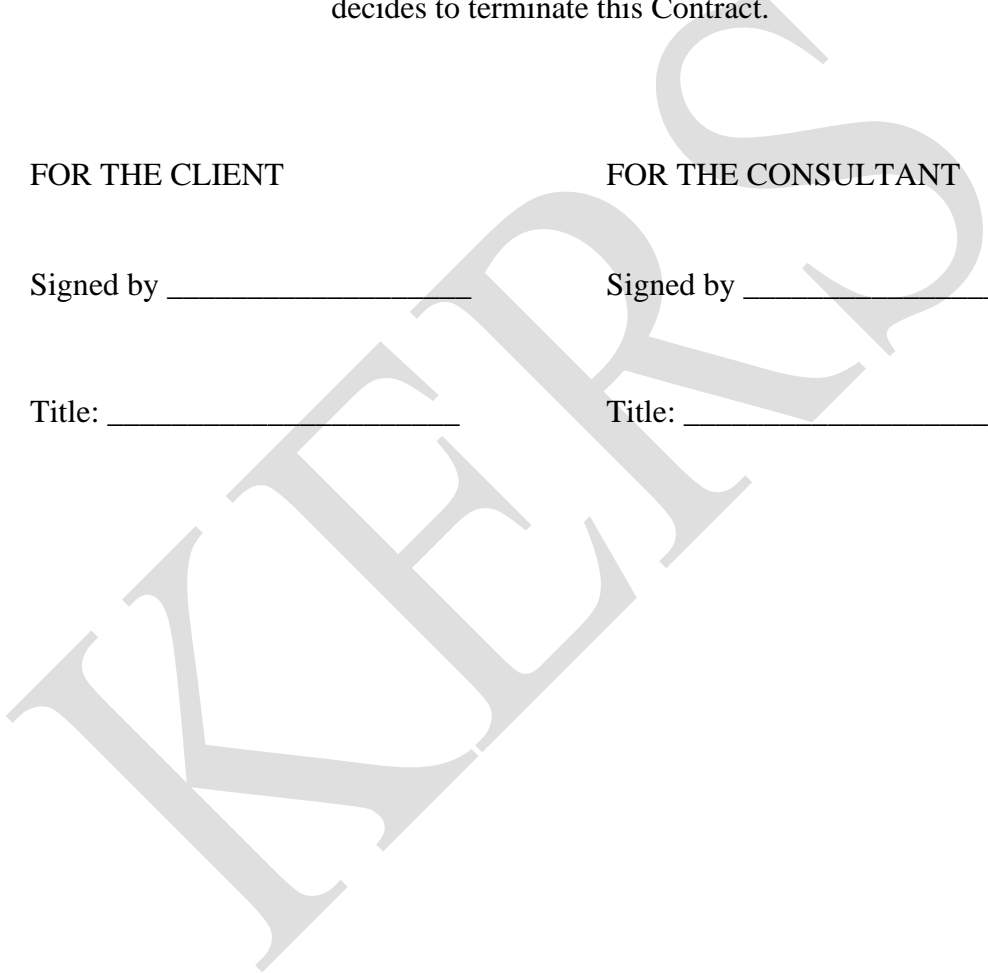 decides to terminate this Contract.
FOR THE CLIENT FOR THE CONSULTANT
Signed by ___________________ Signed by ________________
Title: ______________________ Title: ___________________
KERS